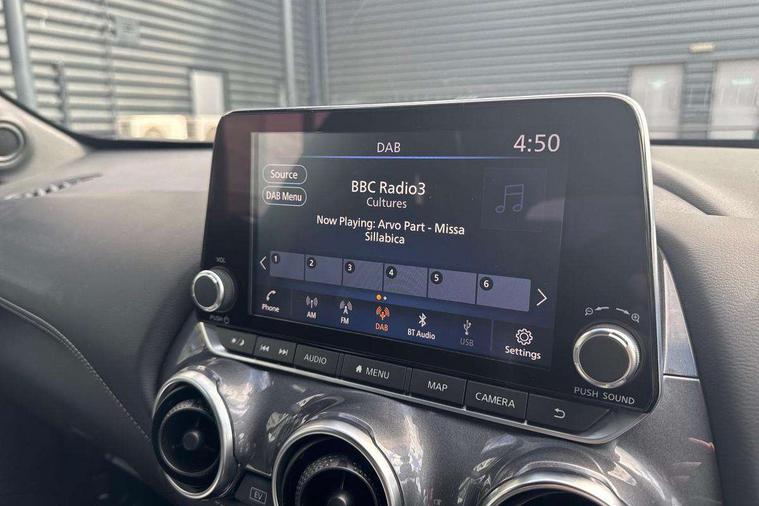 DAB
4:50
Source
DAB Menu
BBC Radio3
Cultures
Now Playing: Arvo Part - Missa
Sillabica
1 2 3 4 5 6
Phone AM FM DAB BT Audio USB Settings
VOL
PUSH
AUDIO MENU MAP CAMERA
PUSH SOUND
EV